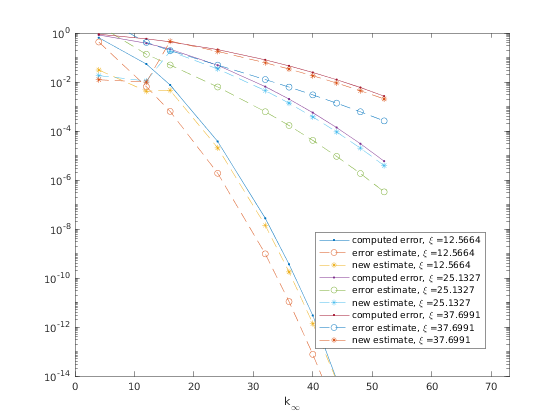 10^0
10^-2
10^-4
10^-6
10^-8
10^-10
10^-12
10^-14
computed error, ξ =12.5664
error estimate, ξ =12.5664
new estimate, ξ =12.5664
computed error, ξ =25.1327
error estimate, ξ =25.1327
new estimate, ξ =25.1327
computed error, ξ =37.6991
error estimate, ξ =37.6991
new estimate, ξ =37.6991
0 10 20 30 40 50 60 70
k_∞